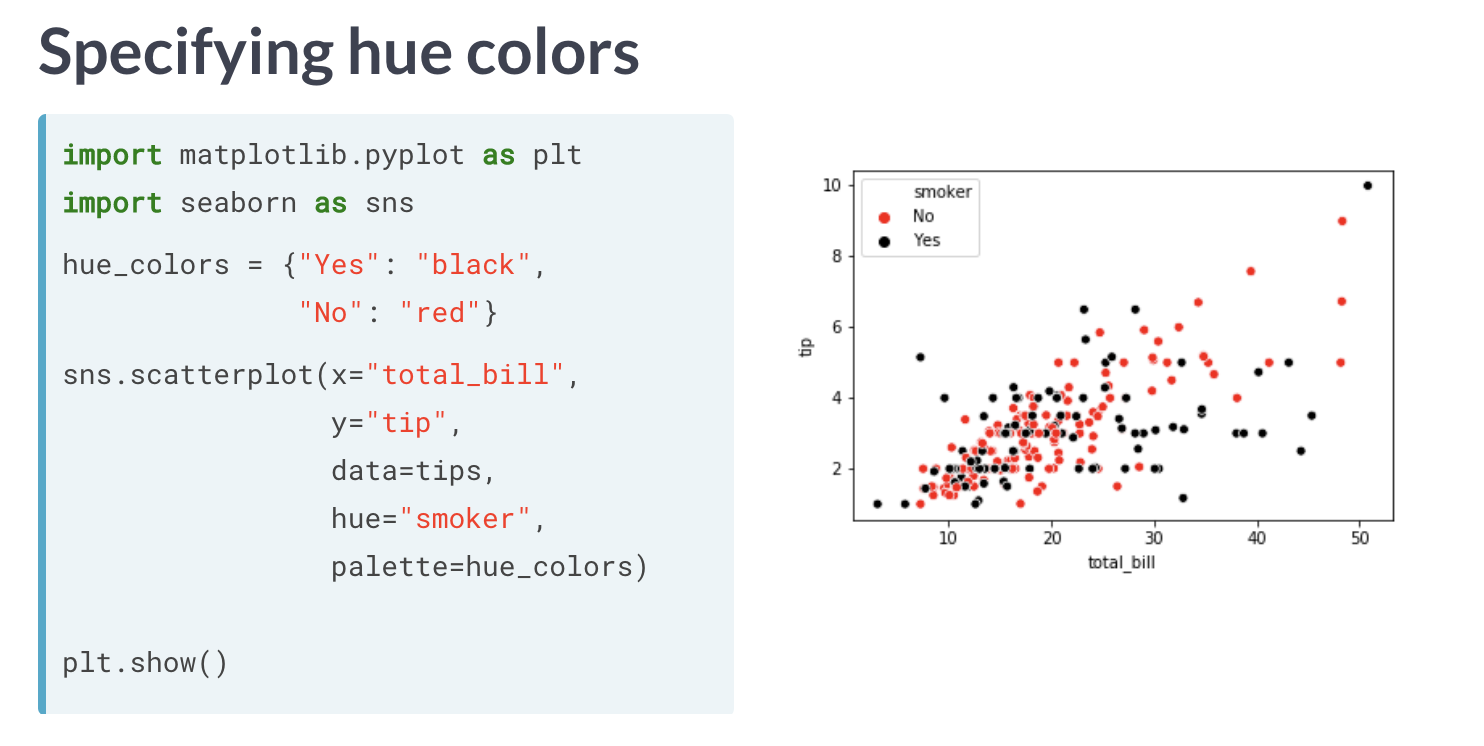 Specifying hue colors
import matplotlib.pyplot as plt
import seaborn as sns
hue_colors = {"Yes": "black",
              "No": "red"}
sns.scatterplot(x="total_bill",
                y="tip",
                data=tips,
                hue="smoker",
                palette=hue_colors)
plt.show()
smoker
No
Yes
10
8
6
4
2
tip
10 20 30 40 50
total_bill